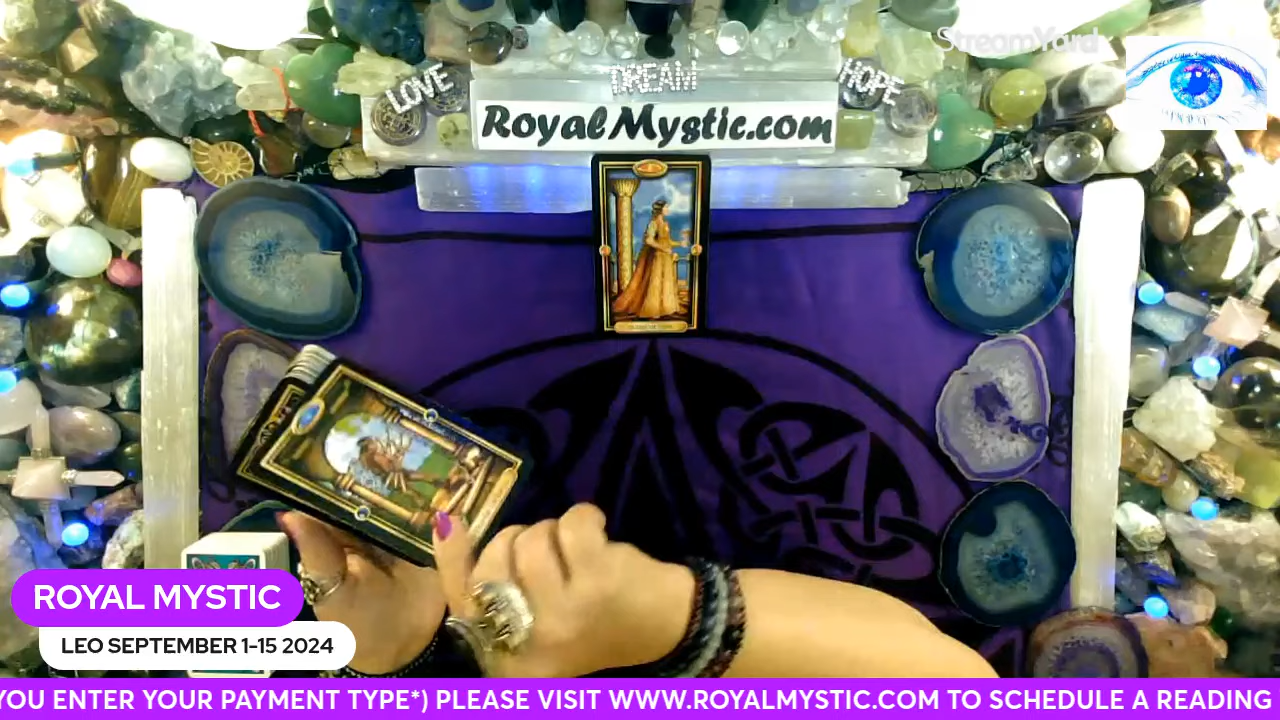 StreamYard
LOVE
DREAM
HOPE
RoyalMystic.com
ROYAL MYSTIC
LEO SEPTEMBER 1-15 2024
YOU ENTER YOUR PAYMENT TYPE*) PLEASE VISIT WWW.ROYALMYSTIC.COM TO SCHEDULE A READING